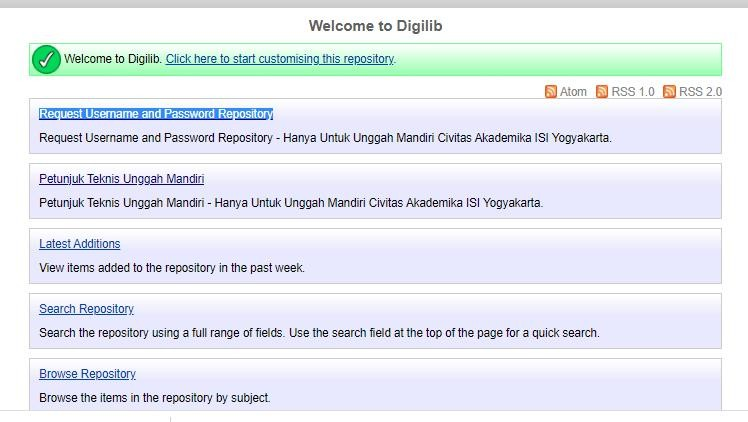 Welcome to Digilib
Welcome to Digilib. Click here to start customising this repository.
Atom RSS 1.0 RSS 2.0
Request Username and Password Repository
Request Username and Password Repository - Hanya Untuk Unggah Mandiri Civitas Akademika ISI Yogyakarta.
Petunjuk Teknis Unggah Mandiri
Petunjuk Teknis Unggah Mandiri - Hanya Untuk Unggah Mandiri Civitas Akademika ISI Yogyakarta.
Latest Additions
View items added to the repository in the past week.
Search Repository
Search the repository using a full range of fields. Use the search field at the top of the page for a quick search.
Browse Repository
Browse the items in the repository by subject.